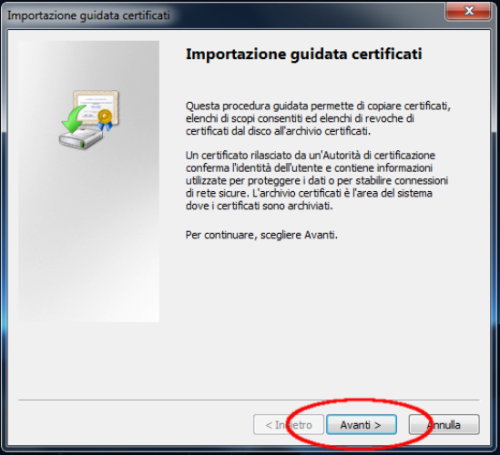 Importazione guidata certificati
Importazione guidata certificati
Questa procedura guidata permette di copiare certificati,
elenchi di scopi consentiti ed elenchi di revoche di
certificati dal disco all'archivio certificati.
Un certificato rilasciato da un'Autorità di certificazione
conferma l'identità dell'utente e contiene informazioni
utilizzate per proteggere i dati o per stabilire connessioni
di rete sicure. L'archivio certificati è l'area del sistema
dove i certificati sono archiviati.
Per continuare, scegliere Avanti.
< Indietro Avanti > Annulla